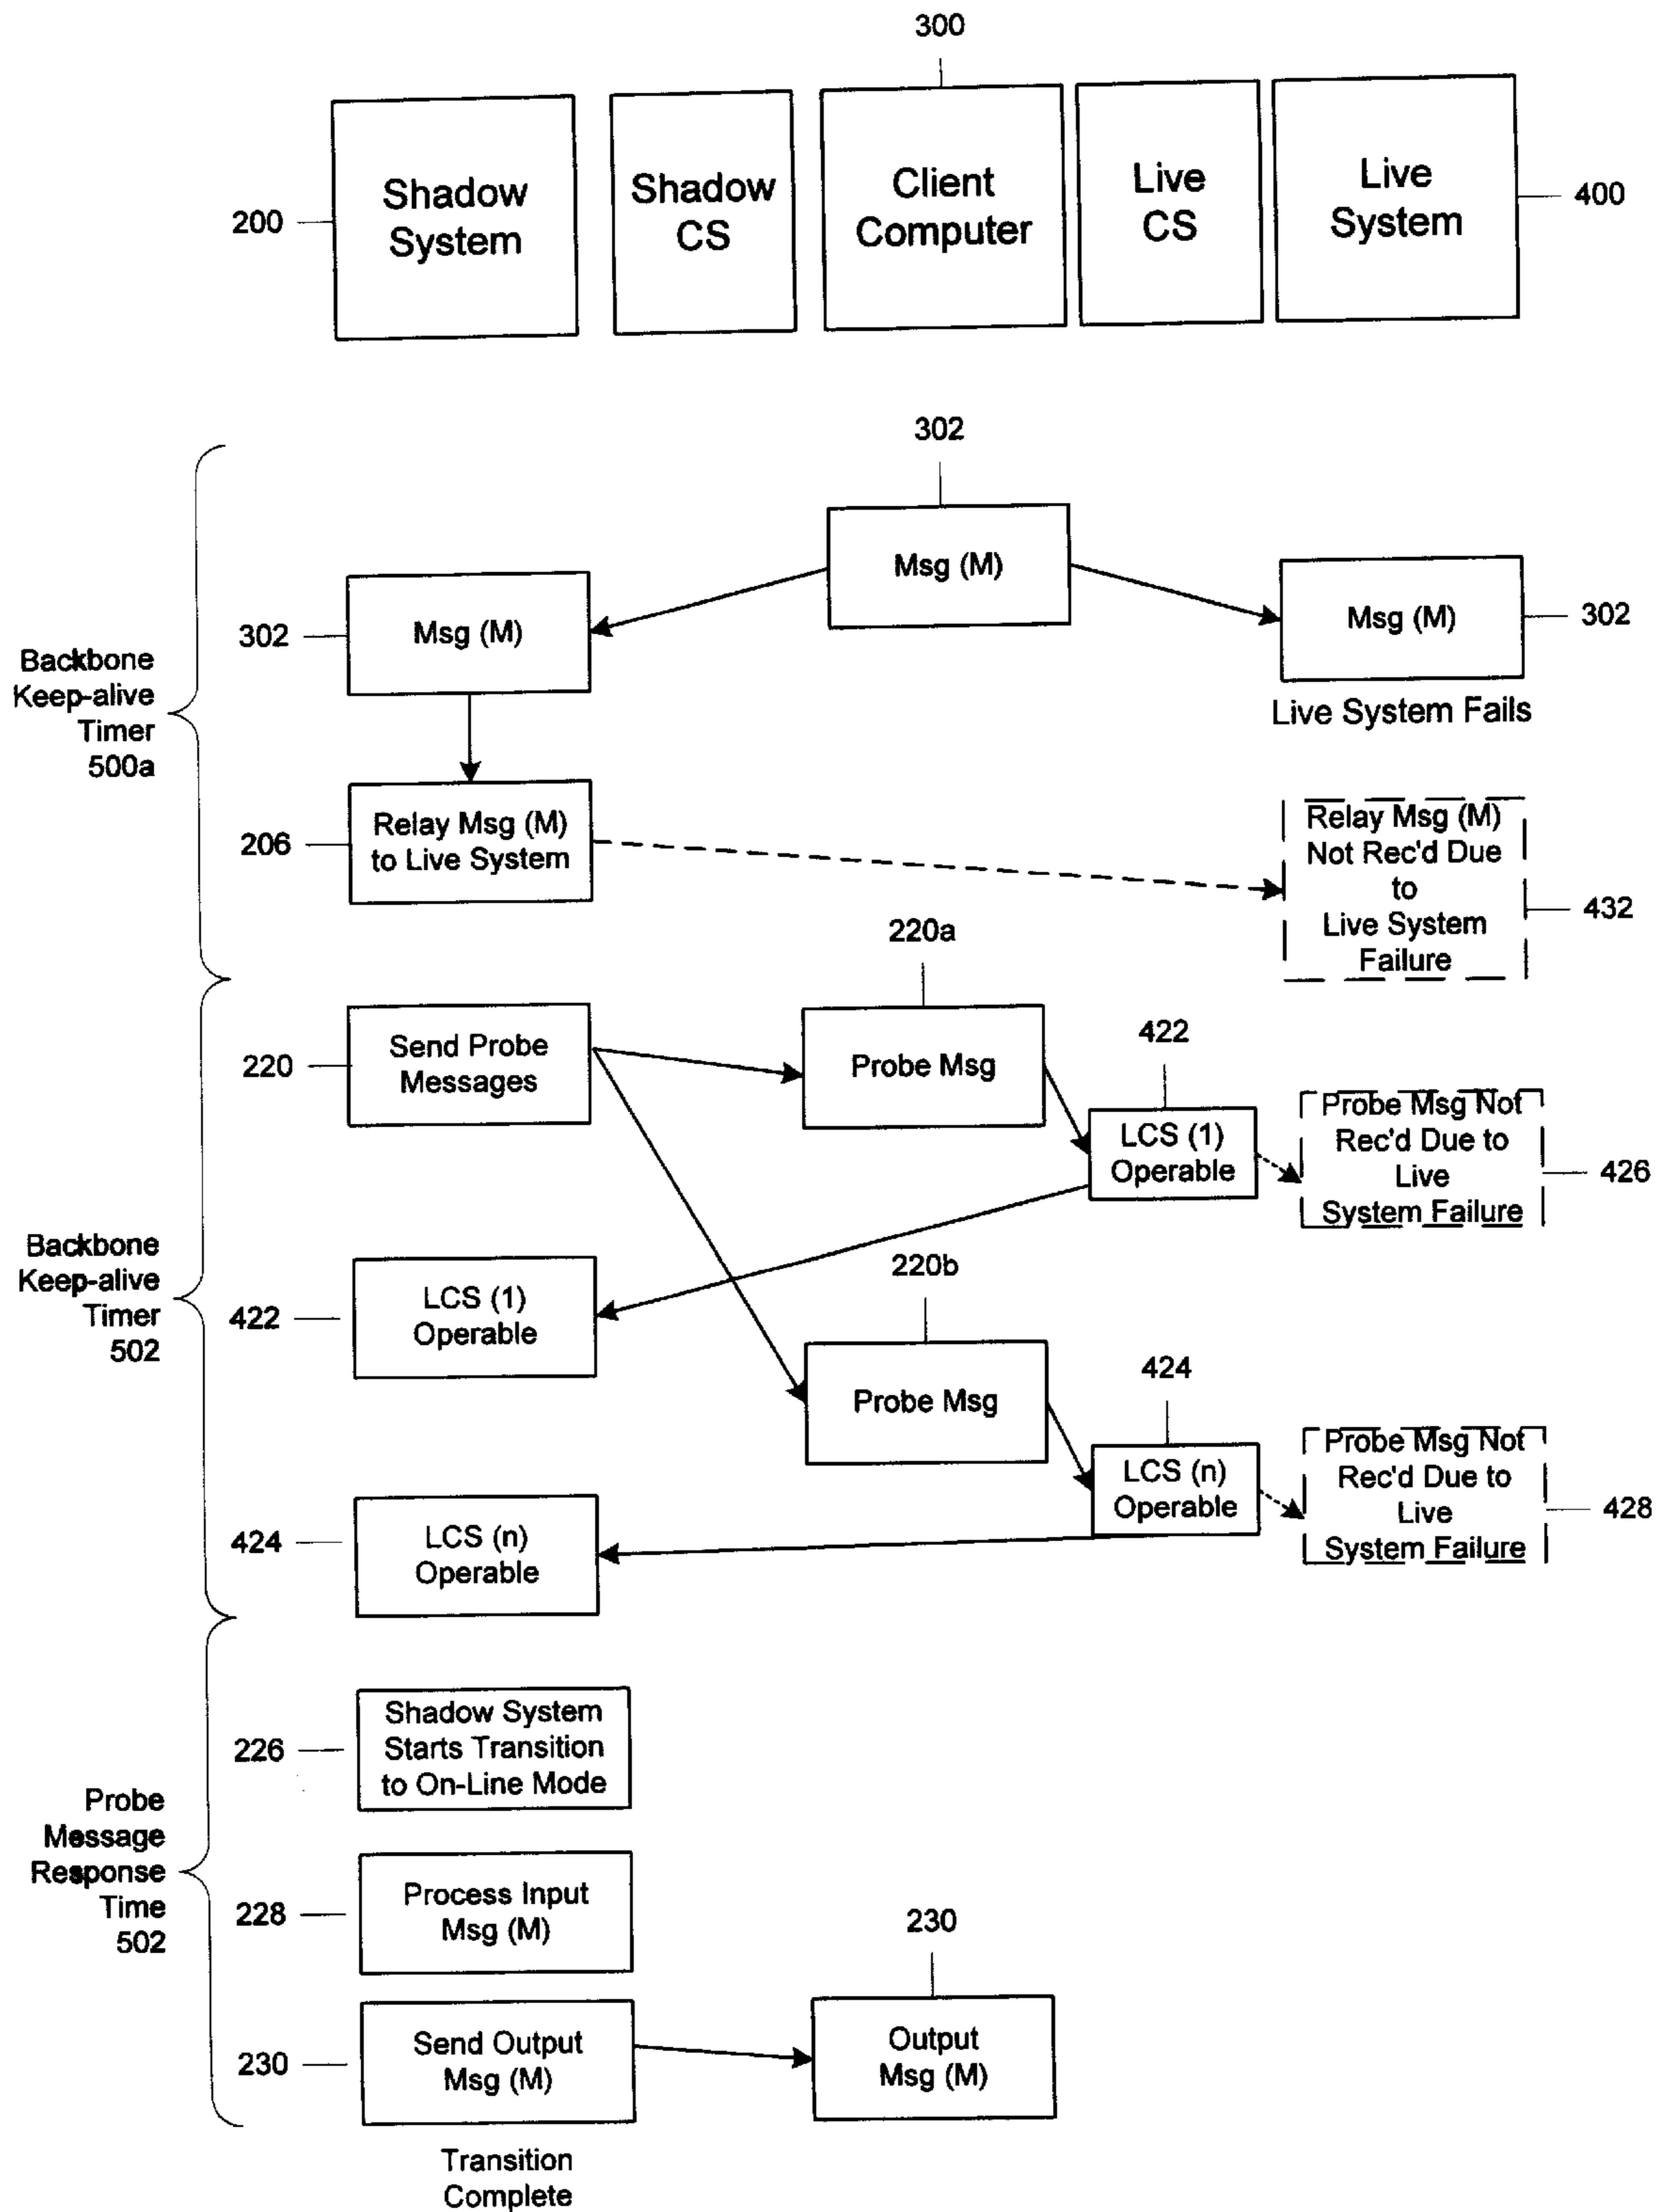 300
Shadow
System
Shadow
CS
Client
Computer
Live
CS
Live
System
200
400
302
Msg (M)
Msg (M)
302
Msg (M)
302
Live System Fails
Backbone
Keep-alive
Timer
500a
Relay Msg (M)
to Live System
206
Relay Msg (M)
Not Rec'd Due
to
Live System
Failure
432
220a
Send Probe
Messages
220
Probe Msg
422
LCS (1)
Operable
Probe Msg Not
Rec'd Due to
Live
System Failure
426
Backbone
Keep-alive
Timer
502
220b
LCS (1)
Operable
422
Probe Msg
424
LCS (n)
Operable
Probe Msg Not
Rec'd Due to
Live
System Failure
428
424
LCS (n)
Operable
Shadow System
Starts Transition
to On-Line Mode
226
Probe
Message
Response
Time
502
Process Input
Msg (M)
228
230
Send Output
Msg (M)
230
Output
Msg (M)
Transition
Complete